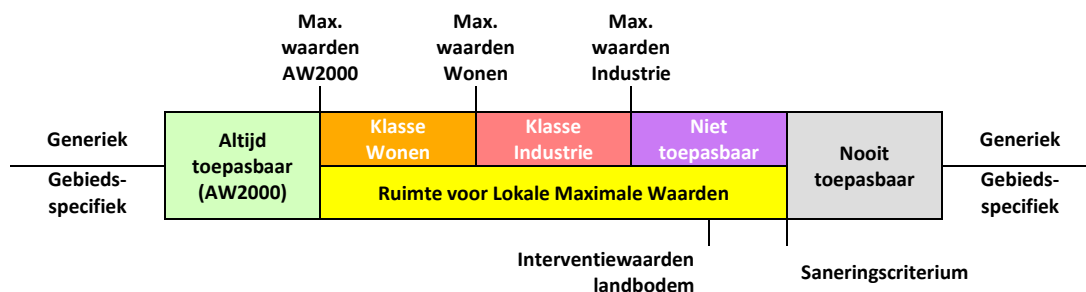 Max.
waarden
AW2000
Max.
waarden
Wonen
Max.
waarden
Industrie
Generiek
Gebieds-
specifiek
Altijd
toepasbaar
(AW2000)
Klasse
Wonen
Klasse
Industrie
Niet
toepasbaar
Ruimte voor Lokale Maximale Waarden
Nooit
toepasbaar
Generiek
Gebieds-
specifiek
Interventiewaarden
landbodem
Saneringscriterium